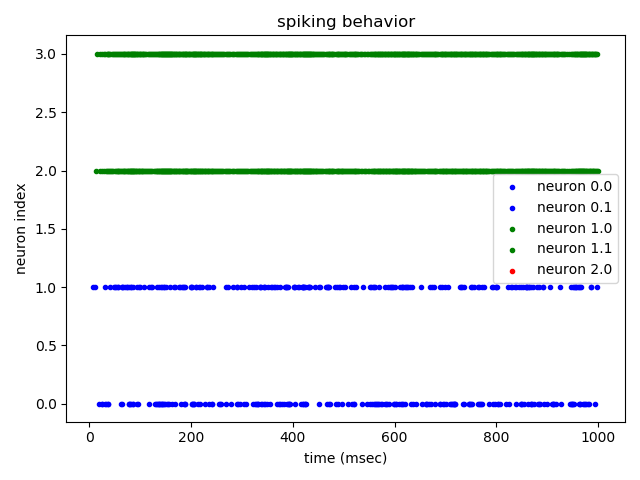 spiking behavior
3.0
2.5
2.0
1.5
1.0
0.5
0.0
neuron index
neuron 0.0
neuron 0.1
neuron 1.0
neuron 1.1
neuron 2.0
0 200 400 600 800 1000
time (msec)